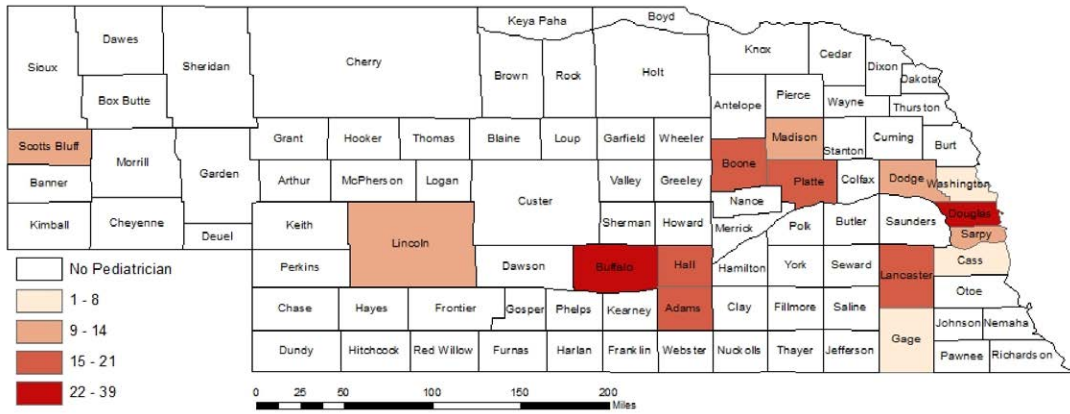 Keya Paha
Boyd
Dawes
Sioux
Sheridan
Cherry
Brown
Rock
Holt
Knox
Cedar
Dixon
Dakota
Box Butte
Antelope
Pierce
Wayne
Thurston
Scotts Bluff
Morrill
Garden
Grant
Hooker
Thomas
Blaine
Loup
Garfield
Wheeler
Boone
Madison
Stanton
Cuming
Burt
Banner
Arthur
McPherson
Logan
Custer
Valley
Greeley
Platte
Colfax
Dodge
Washington
Kimball
Cheyenne
Deuel
Keith
Lincoln
Sherman
Howard
Nance
Merrick
Polk
Butler
Saunders
Douglas
Sarpy
Perkins
Dawson
Buffalo
Hall
Hamilton
York
Seward
Lancaster
Cass
Otoe
Chase
Hayes
Frontier
Gosper
Phelps
Kearney
Adams
Clay
Fillmore
Saline
Gage
Johnson
Nemaha
Dundy
Hitchcock
Red Willow
Furnas
Harlan
Franklin
Webster
Nuckolls
Thayer
Jefferson
Pawnee
Richardson
No Pediatrician
1 - 8
9 - 14
15 - 21
22 - 39
0 25 50 100 150 200
Miles